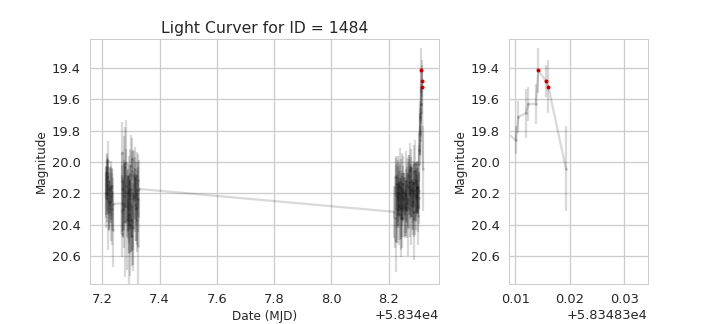 Light Curver for ID = 1484
19.4
19.6
19.8
20.0
20.2
20.4
20.6
Magnitude
7.2 7.4 7.6 7.8 8.0 8.2
Date (MJD)
+5.834e4
19.4
19.6
19.8
20.0
20.2
20.4
20.6
Magnitude
0.01 0.02 0.03
+5.83483e4